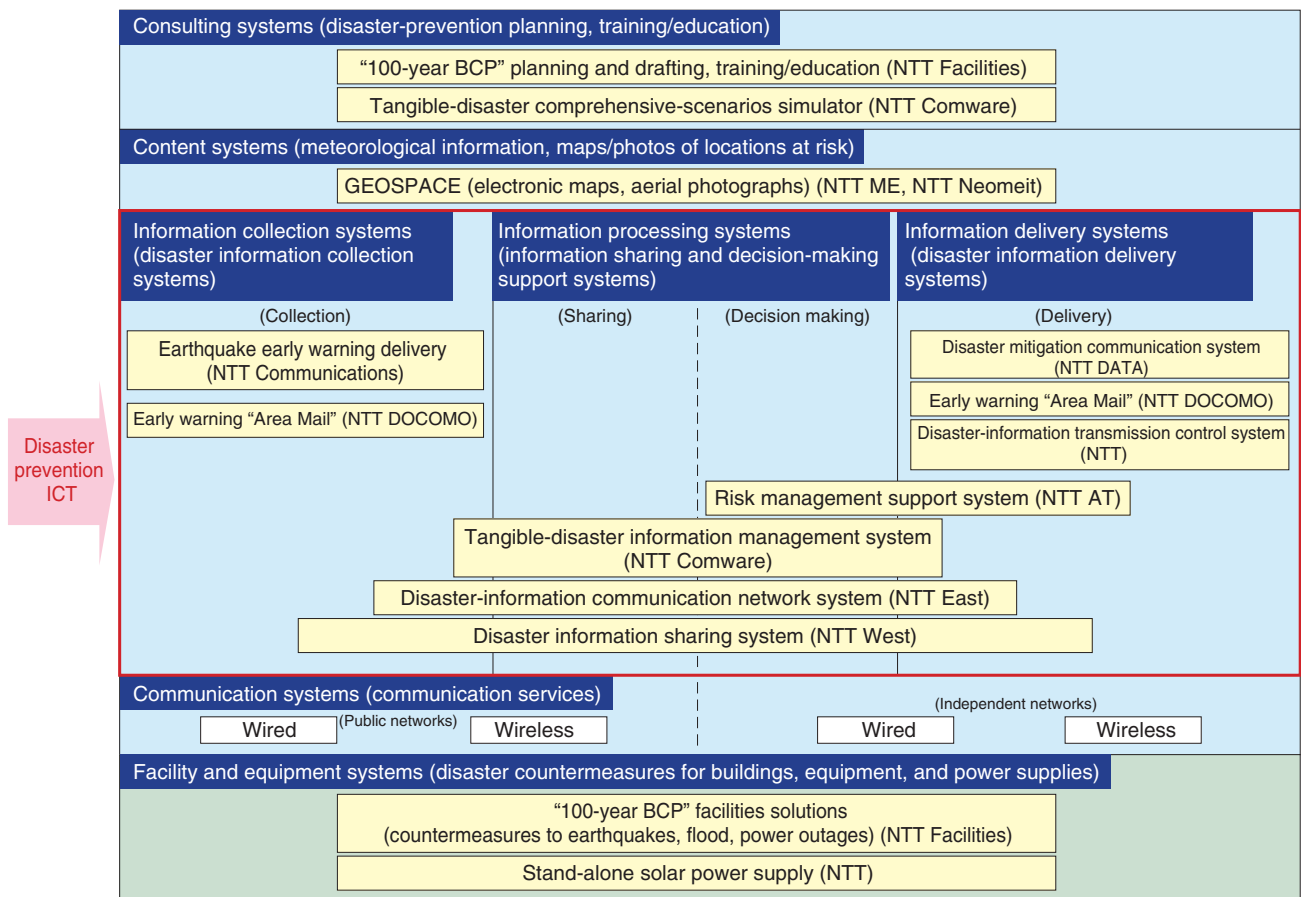 Consulting systems (disaster-prevention planning, training/education)
“100-year BCP” planning and drafting, training/education (NTT Facilities)
Tangible-disaster comprehensive-scenarios simulator (NTT Comware)
Content systems (meteorological information, maps/photos of locations at risk)
GEOSPACE (electronic maps, aerial photographs) (NTT ME, NTT Neomeit)
Information collection systems
(disaster information collection
systems)
Information processing systems
(information sharing and decision-making
support systems)
Information delivery systems
(disaster information delivery
systems)
(Collection)
(Sharing)
(Decision making)
(Delivery)
Earthquake early warning delivery
(NTT Communications)
Early warning “Area Mail” (NTT DOCOMO)
Disaster mitigation communication system
(NTT DATA)
Early warning “Area Mail” (NTT DOCOMO)
Disaster-information transmission control system
(NTT)
Disaster
prevention
ICT
Risk management support system (NTT AT)
Tangible-disaster information management system
(NTT Comware)
Disaster-information communication network system (NTT East)
Disaster information sharing system (NTT West)
Communication systems (communication services)
(Public networks)
Wired
Wireless
(Independent networks)
Wired
Wireless
Facility and equipment systems (disaster countermeasures for buildings, equipment, and power supplies)
“100-year BCP” facilities solutions
(countermeasures to earthquakes, flood, power outages) (NTT Facilities)
Stand-alone solar power supply (NTT)